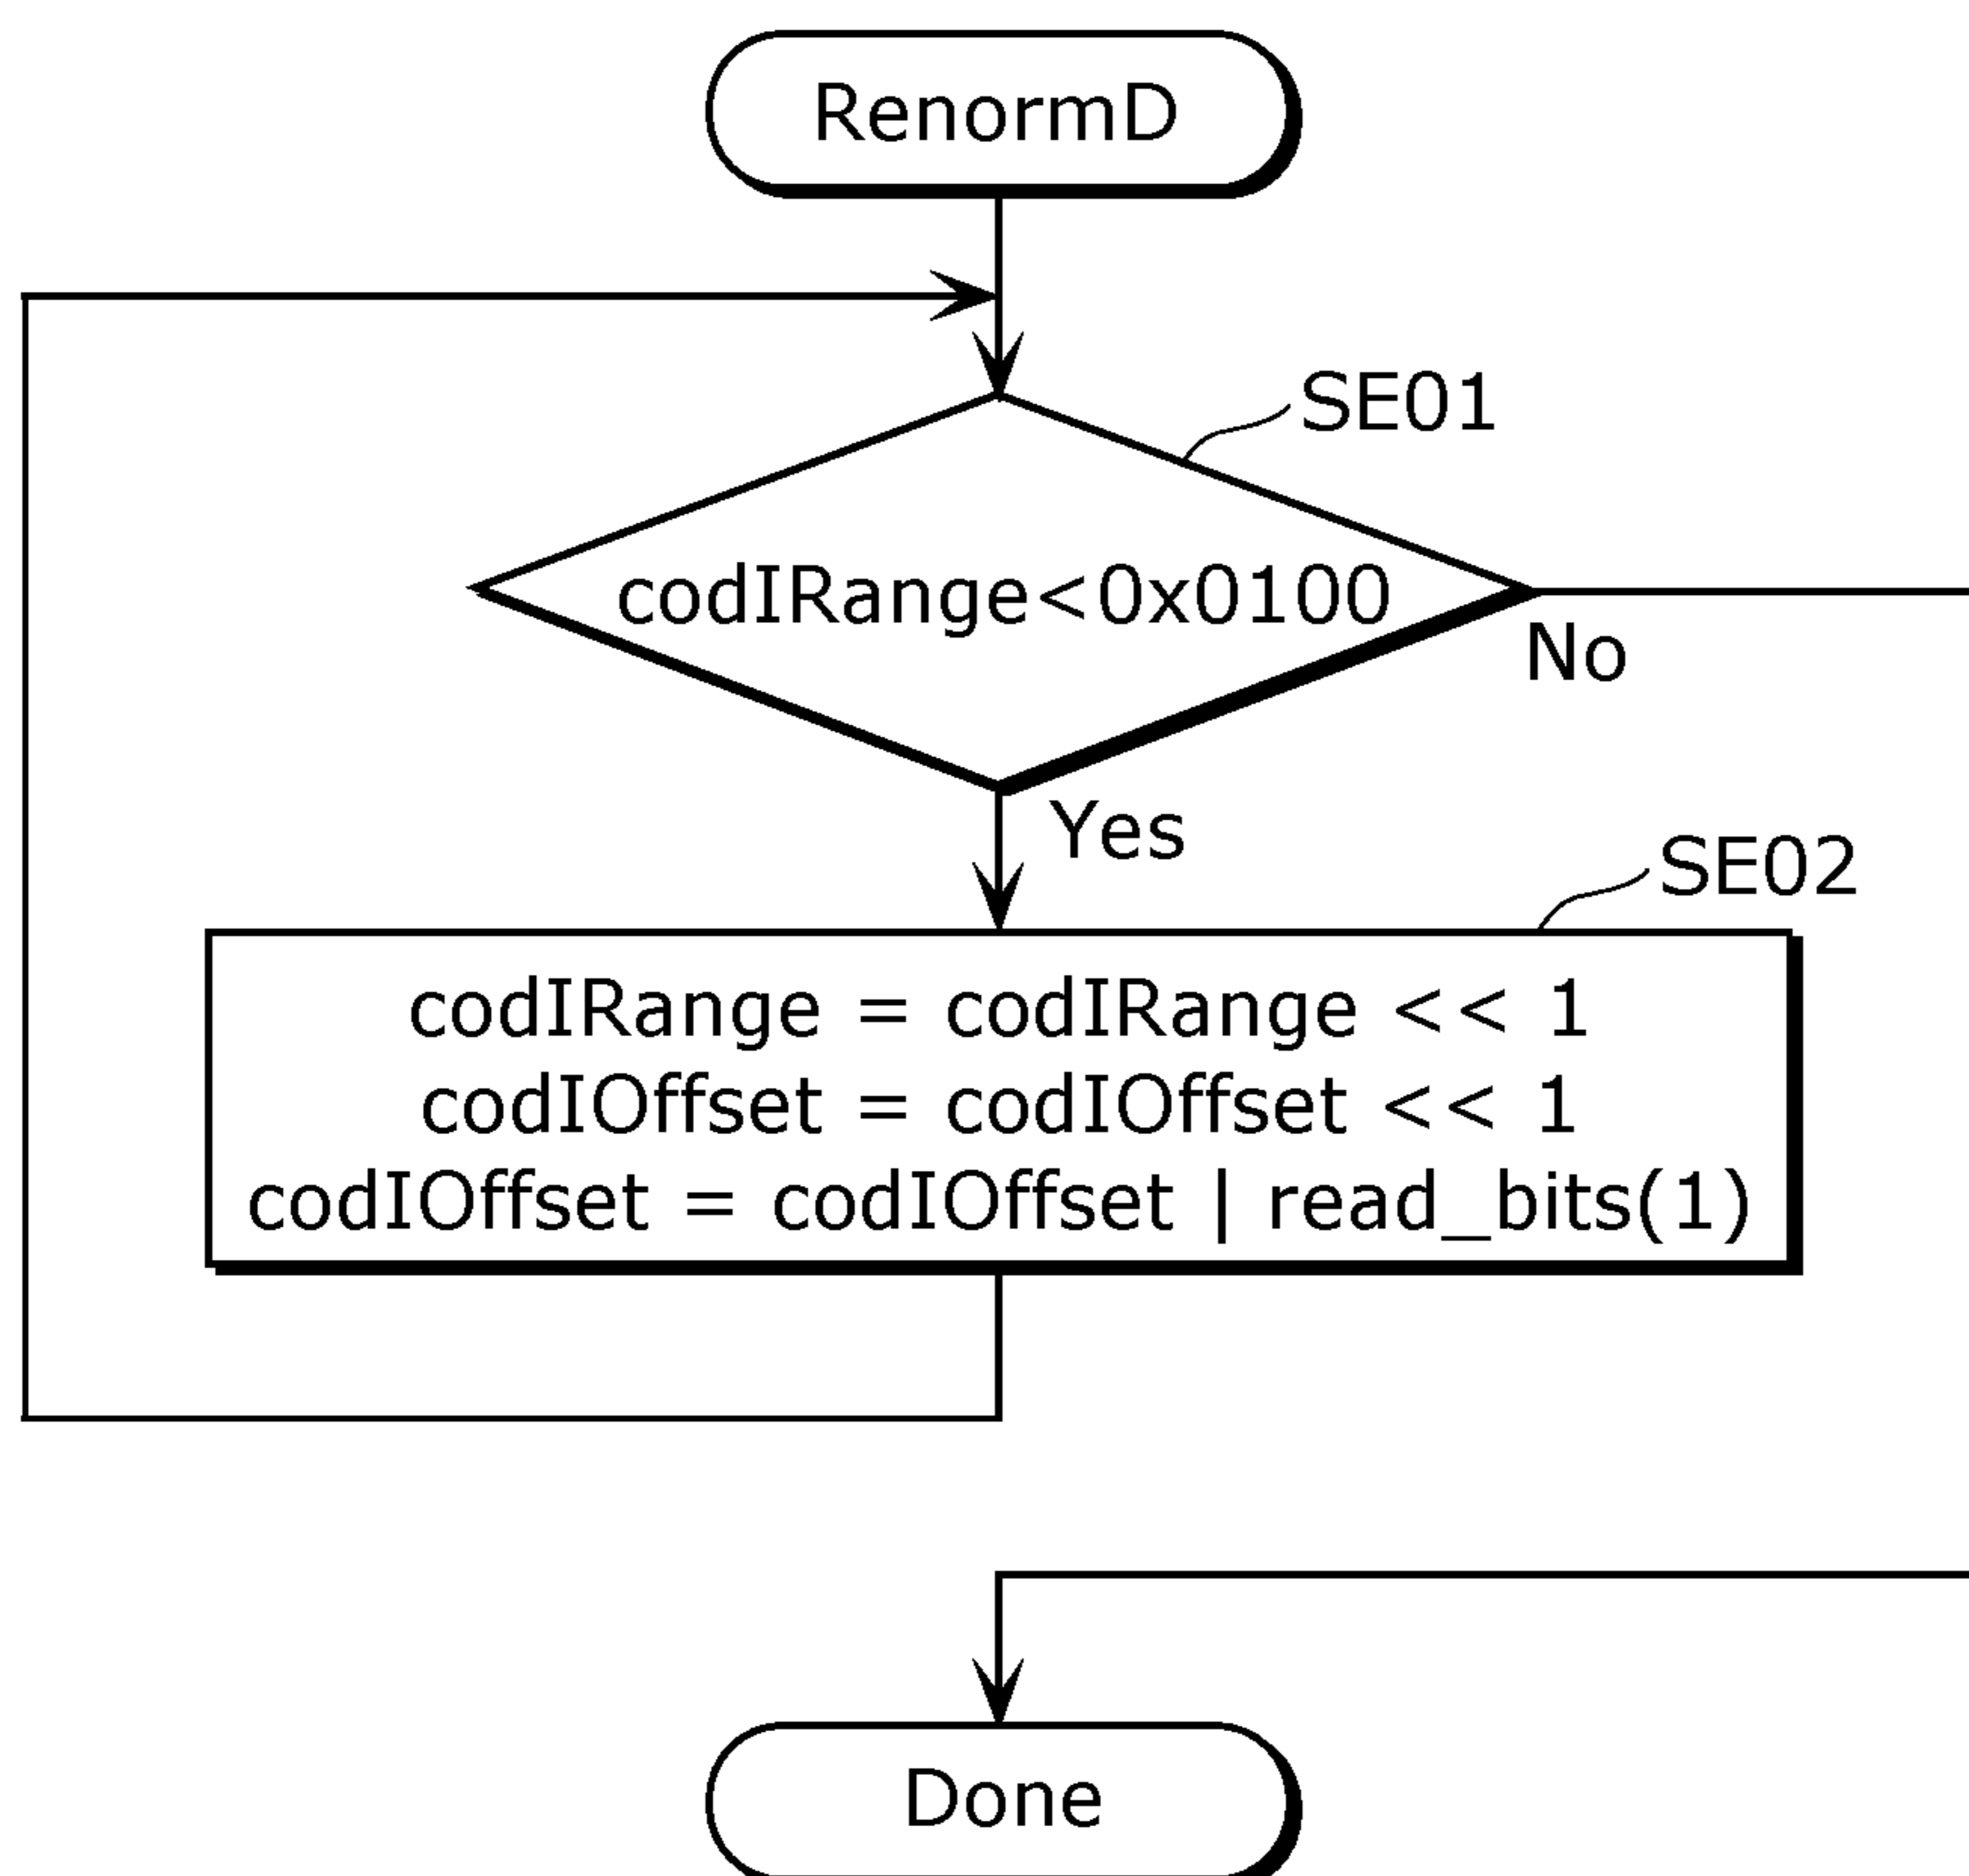 RenormD
SE01
codIRange<0x0100
No
Yes
SE02
codIRange = codIRange << 1
codIOffset = codIOffset << 1
codIOffset = codIOffset | read_bits(1)
Done